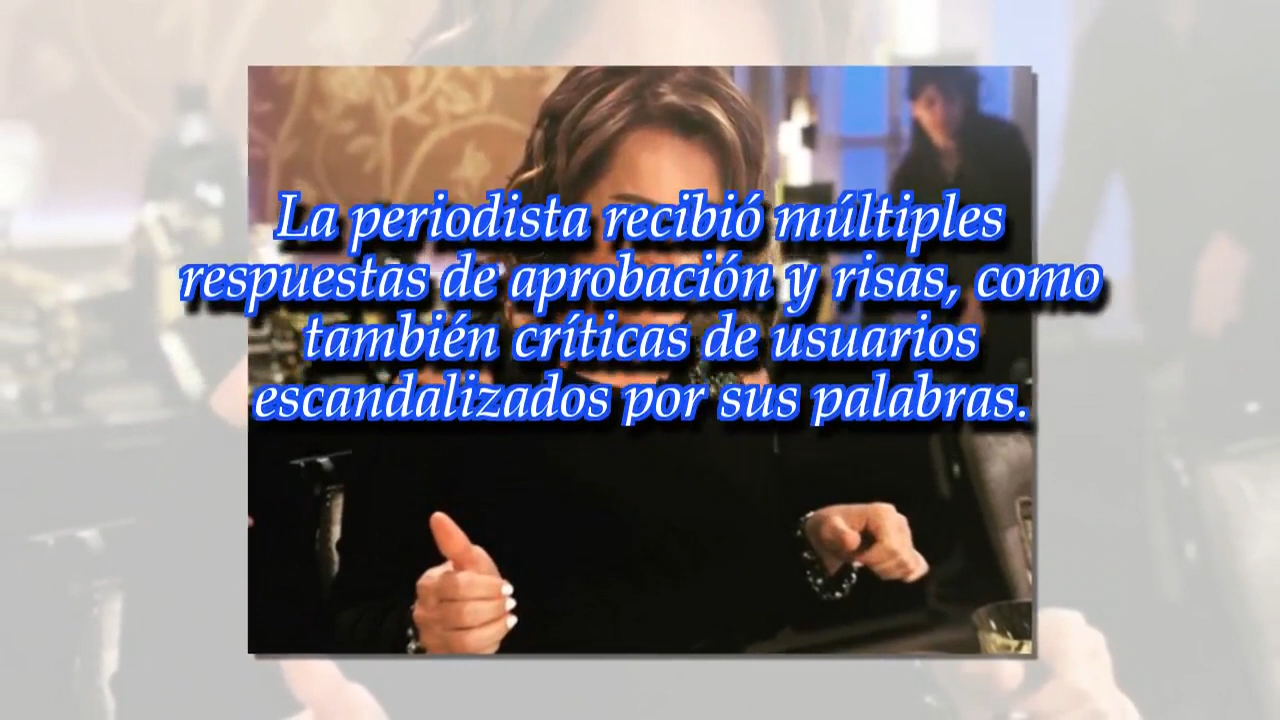 La periodista recibió múltiples
respuestas de aprobación y risas, como
también críticas de usuarios
escandalizados por sus palabras.